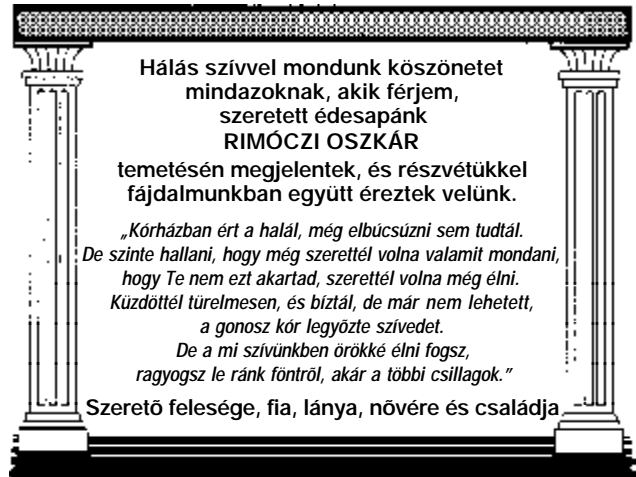 Hálás szívvel mondunk köszönetet
mindazoknak, akik férjem,
szeretett édesapánk
RIMÓCZI OSZKÁR
temetésén megjelentek, és részvétükkel
fájdalmunkban együtt éreztek velünk.
„Kórházban ért a halál, még elbúcsúzni sem tudtál.
De szinte hallani, hogy még szerettél volna valamit mondani,
hogy Te nem ezt akartad, szerettél volna még élni.
Küzdöttél türelmesen, és bíztál, de már nem lehetett,
a gonosz kór legyõzte szívedet.
De a mi szívünkben örökké élni fogsz,
ragyogsz le ránk föntrõl, akár a többi csillagok.”
Szeretõ felesége, fia, lánya, nõvére és családja